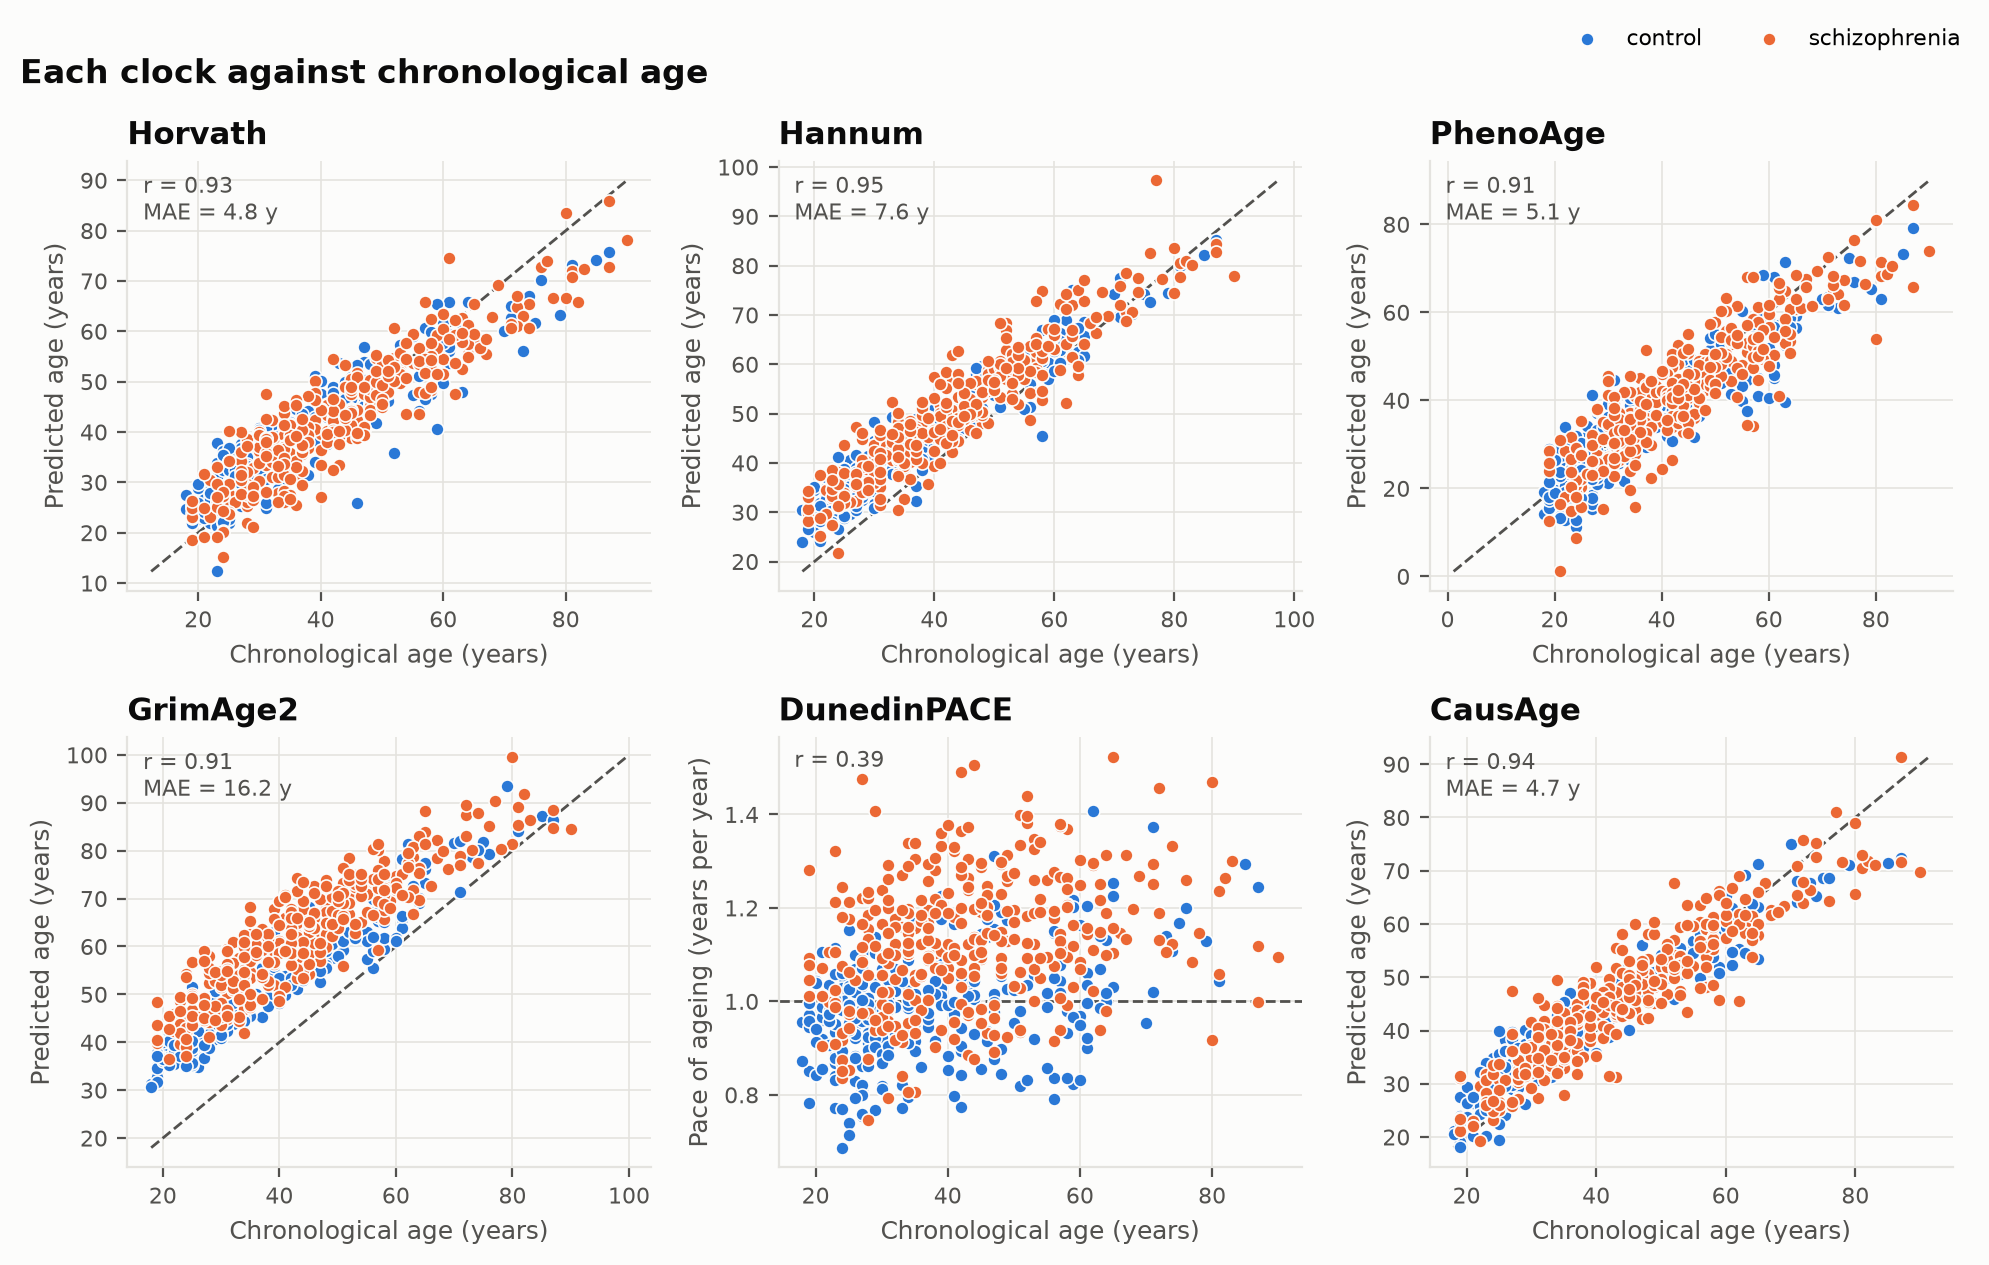 control
schizophrenia
Each clock against chronological age
Horvath
r = 0.93
MAE = 4.8 y
Predicted age (years)
90
80
70
60
50
40
30
20
10
20
40
60
80
Chronological age (years)
Hannum
r = 0.95
MAE = 7.6 y
Predicted age (years)
100
90
80
70
60
50
40
30
20
20
40
60
80
100
Chronological age (years)
PhenoAge
r = 0.91
MAE = 5.1 y
Predicted age (years)
80
60
40
20
0
0
20
40
60
80
Chronological age (years)
GrimAge2
r = 0.91
MAE = 16.2 y
Predicted age (years)
100
90
80
70
60
50
40
30
20
20
40
60
80
100
Chronological age (years)
DunedinPACE
r = 0.39
Pace of ageing (years per year)
1.4
1.2
1.0
0.8
20
40
60
80
Chronological age (years)
CausAge
r = 0.94
MAE = 4.7 y
Predicted age (years)
90
80
70
60
50
40
30
20
20
40
60
80
Chronological age (years)